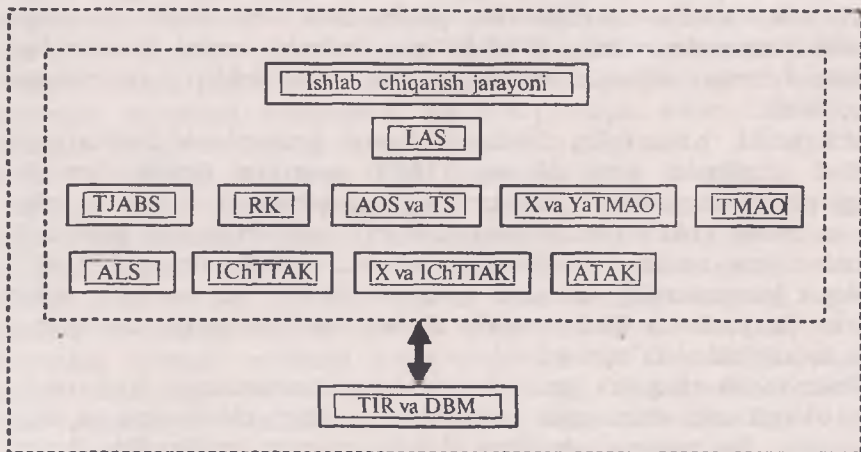 Ishlab chiqarish jarayoni
LAS
TJABS RK AOS va TS X va YaTMAO TMAO
ALS IChTTAK X va IChTTAK ATAK
TIR va DBM